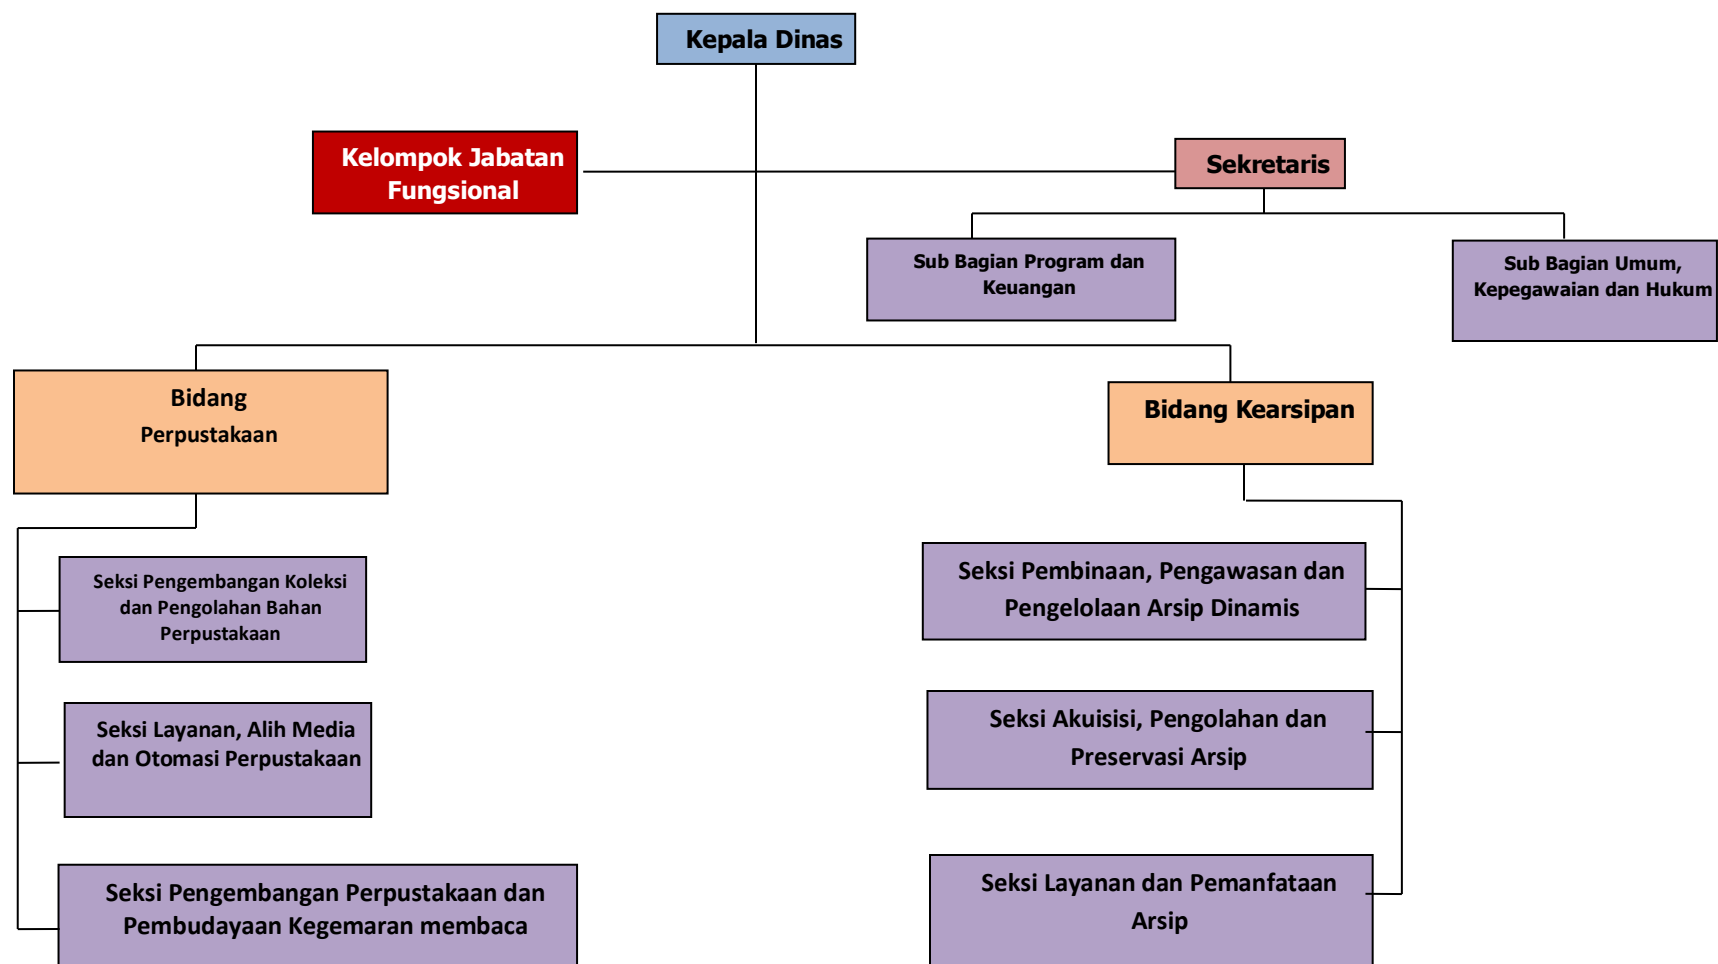 Kepala Dinas
Kelompok Jabatan
Fungsional
Sekretaris
Sub Bagian Program dan
Keuangan
Sub Bagian Umum,
Kepegawaian dan Hukum
Bidang
Perpustakaan
Bidang Kearsipan
Seksi Pengembangan Koleksi
dan Pengolahan Bahan
Perpustakaan
Seksi Layanan, Alih Media
dan Otomasi Perpustakaan
Seksi Pengembangan Perpustakaan dan
Pembudayaan Kegemaran membaca
Seksi Pembinaan, Pengawasan dan
Pengelolaan Arsip Dinamis
Seksi Akuisisi, Pengolahan dan
Preservasi Arsip
Seksi Layanan dan Pemanfataan
Arsip